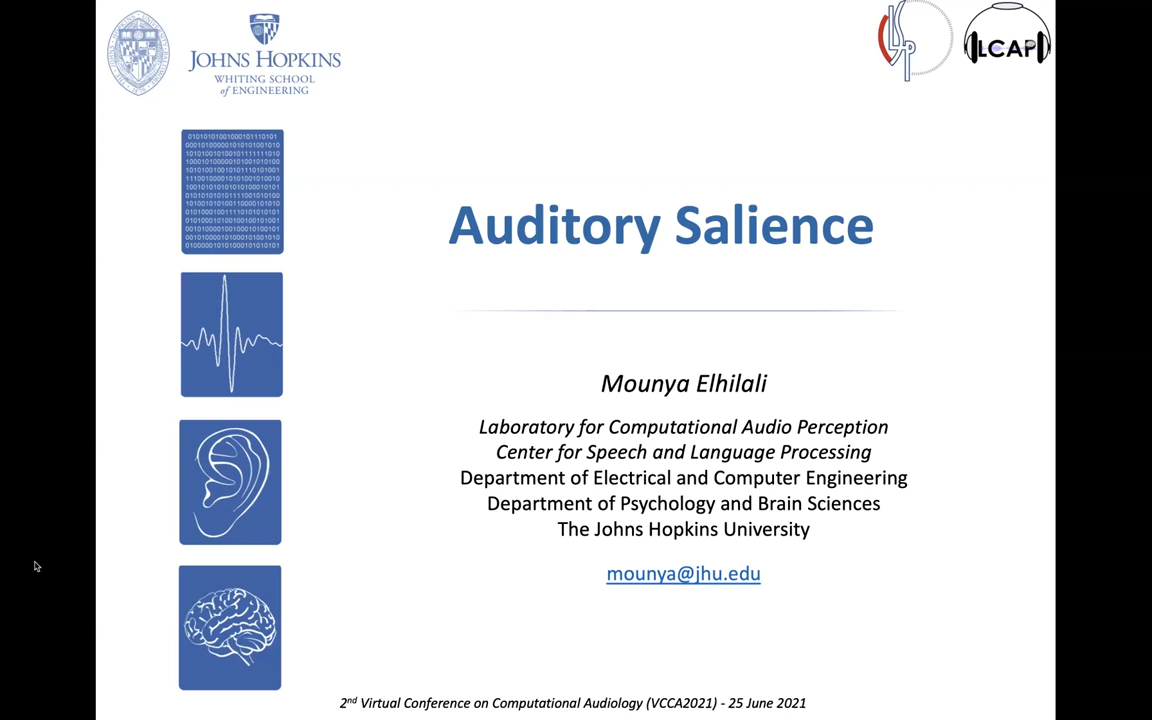 JOHNS HOPKINS
WHITING SCHOOL
of ENGINEERING
LCAP
Auditory Salience
Mounya Elhilali
Laboratory for Computational Audio Perception
Center for Speech and Language Processing
Department of Electrical and Computer Engineering
Department of Psychology and Brain Sciences
The Johns Hopkins University
mounya@jhu.edu
2nd Virtual Conference on Computational Audiology (VCCA2021) - 25 June 2021